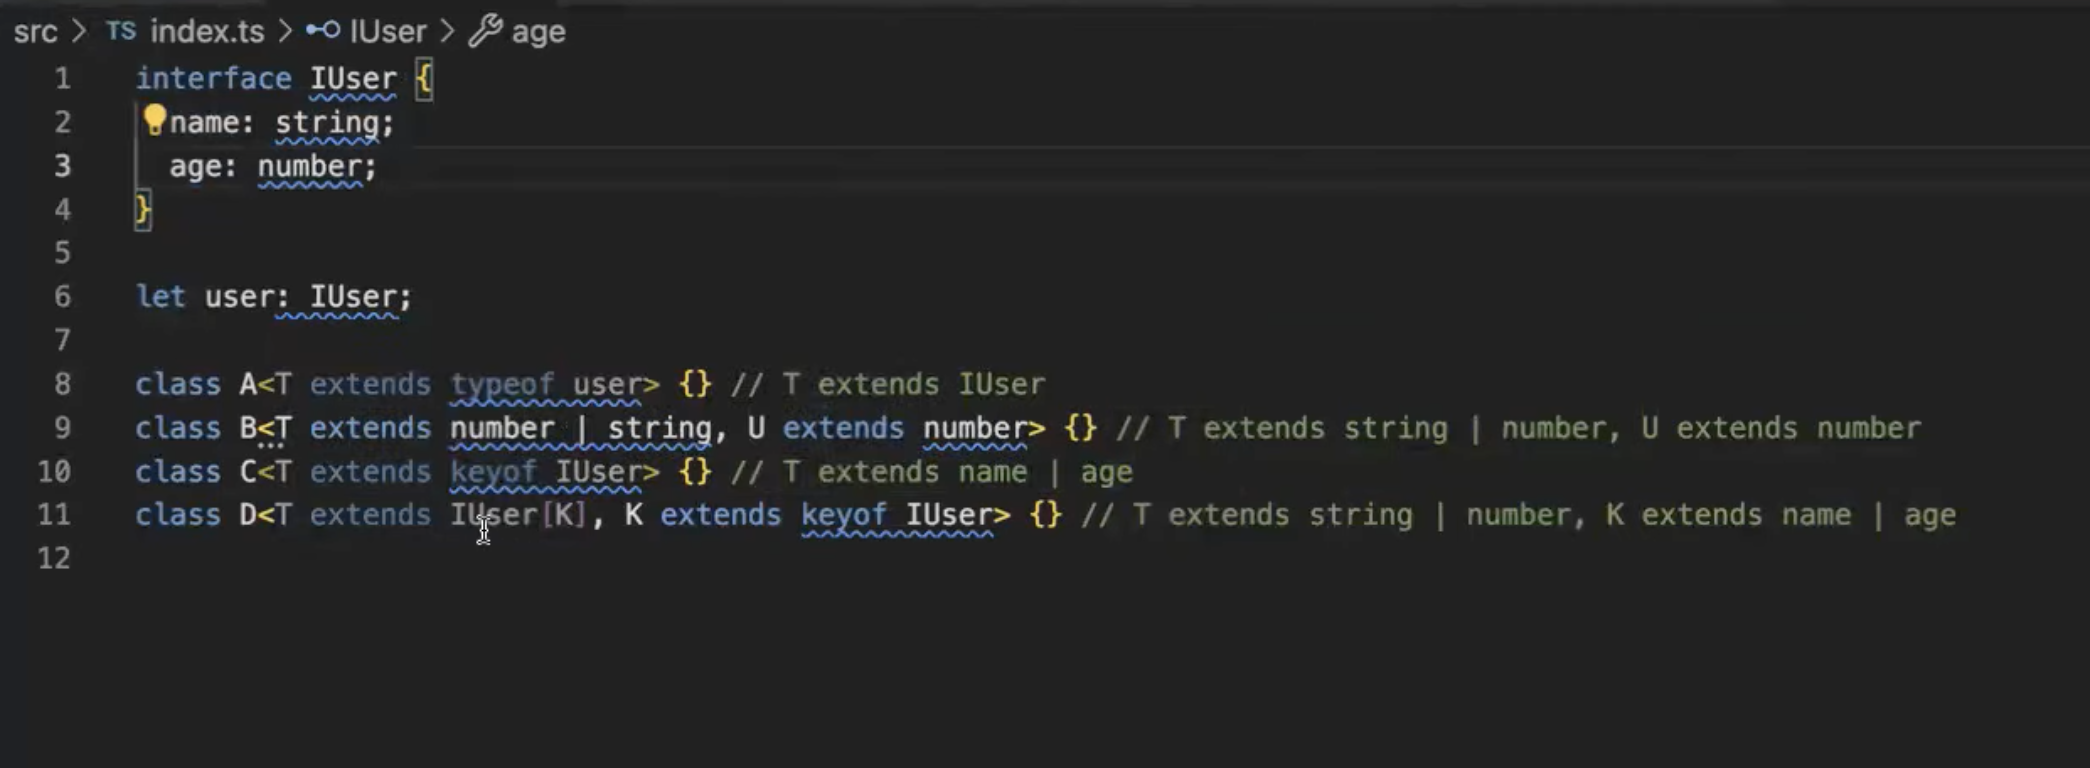 src > TS index.ts > IUser > age
1 interface IUser {
2 name: string;
3 age: number;
4 }
5
6 let user: IUser;
7
8 class A<T extends typeof user> {} // T extends IUser
9 class B<T extends number | string, U extends number> {} // T extends string | number, U extends number
10 class C<T extends keyof IUser> {} // T extends name | age
11 class D<T extends IUser[K], K extends keyof IUser> {} // T extends string | number, K extends name | age
12